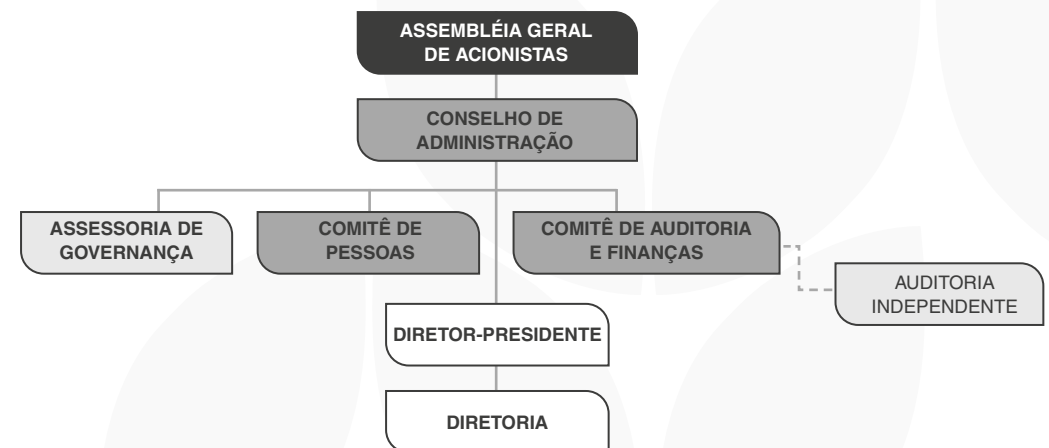 ASSEMBLÉIA GERAL
DE ACIONISTAS
CONSELHO DE
ADMINISTRAÇÃO
ASSESSORIA DE
GOVERNANÇA
COMITÊ DE
PESSOAS
COMITÊ DE AUDITORIA
E FINANÇAS
AUDITORIA
INDEPENDENTE
DIRETOR-PRESIDENTE
DIRETORIA